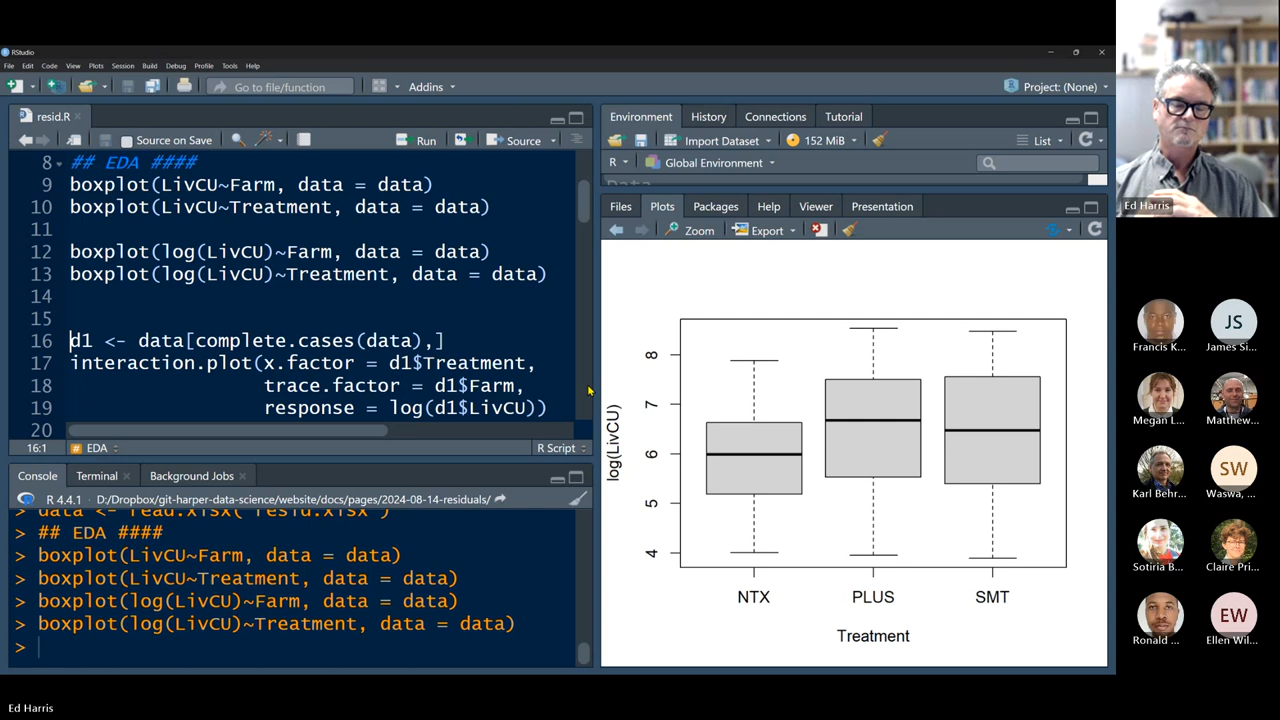 RStudio
File Edit Code View Plots Session Build Debug Profile Tools Help
Go to file/function
Addins
Project: (None)
resid.R
Source on Save
Run
Source
8 ## EDA ####
9 boxplot(LivCU~Farm, data = data)
10 boxplot(LivCU~Treatment, data = data)
11
12 boxplot(log(LivCU)~Farm, data = data)
13 boxplot(log(LivCU)~Treatment, data = data)
14
15
16 d1 <- data[complete.cases(data),]
17 interaction.plot(x.factor = d1$Treatment,
18 trace.factor = d1$Farm,
19 response = log(d1$LivCU))
20
16:1 # EDA R Script
Console Terminal Background Jobs
R 4.4.1 · D:/Dropbox/git-harper-data-science/website/docs/pages/2024-08-14-residuals/
> data <- read.xlsx("resid.xlsx")
> ## EDA ####
> boxplot(LivCU~Farm, data = data)
> boxplot(LivCU~Treatment, data = data)
> boxplot(log(LivCU)~Farm, data = data)
> boxplot(log(LivCU)~Treatment, data = data)
>
Environment History Connections Tutorial
Import Dataset 152 MiB List
R Global Environment
Files Plots Packages Help Viewer Presentation
Zoom Export
log(LivCU)
8
7
6
5
4
NTX PLUS SMT
Treatment
Ed Harris
Francis K...
JS
James Si...
Megan L...
Matthew...
Karl Behr...
SW
Waswa, ...
Sotiria B...
Claire Pri...
Ronald ...
EW
Ellen Wil...
Ed Harris